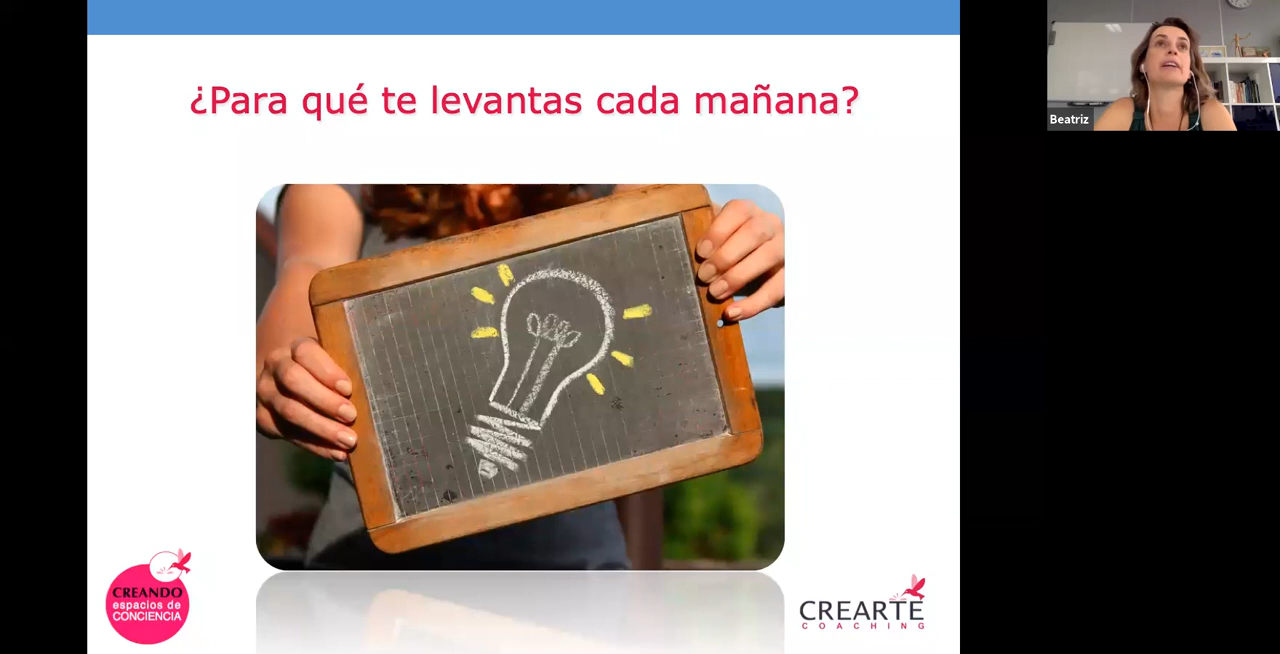 ¿Para qué te levantas cada mañana?
Beatriz
CREANDO
espacios de
CONCIENCIA
CREARTE
COACHING